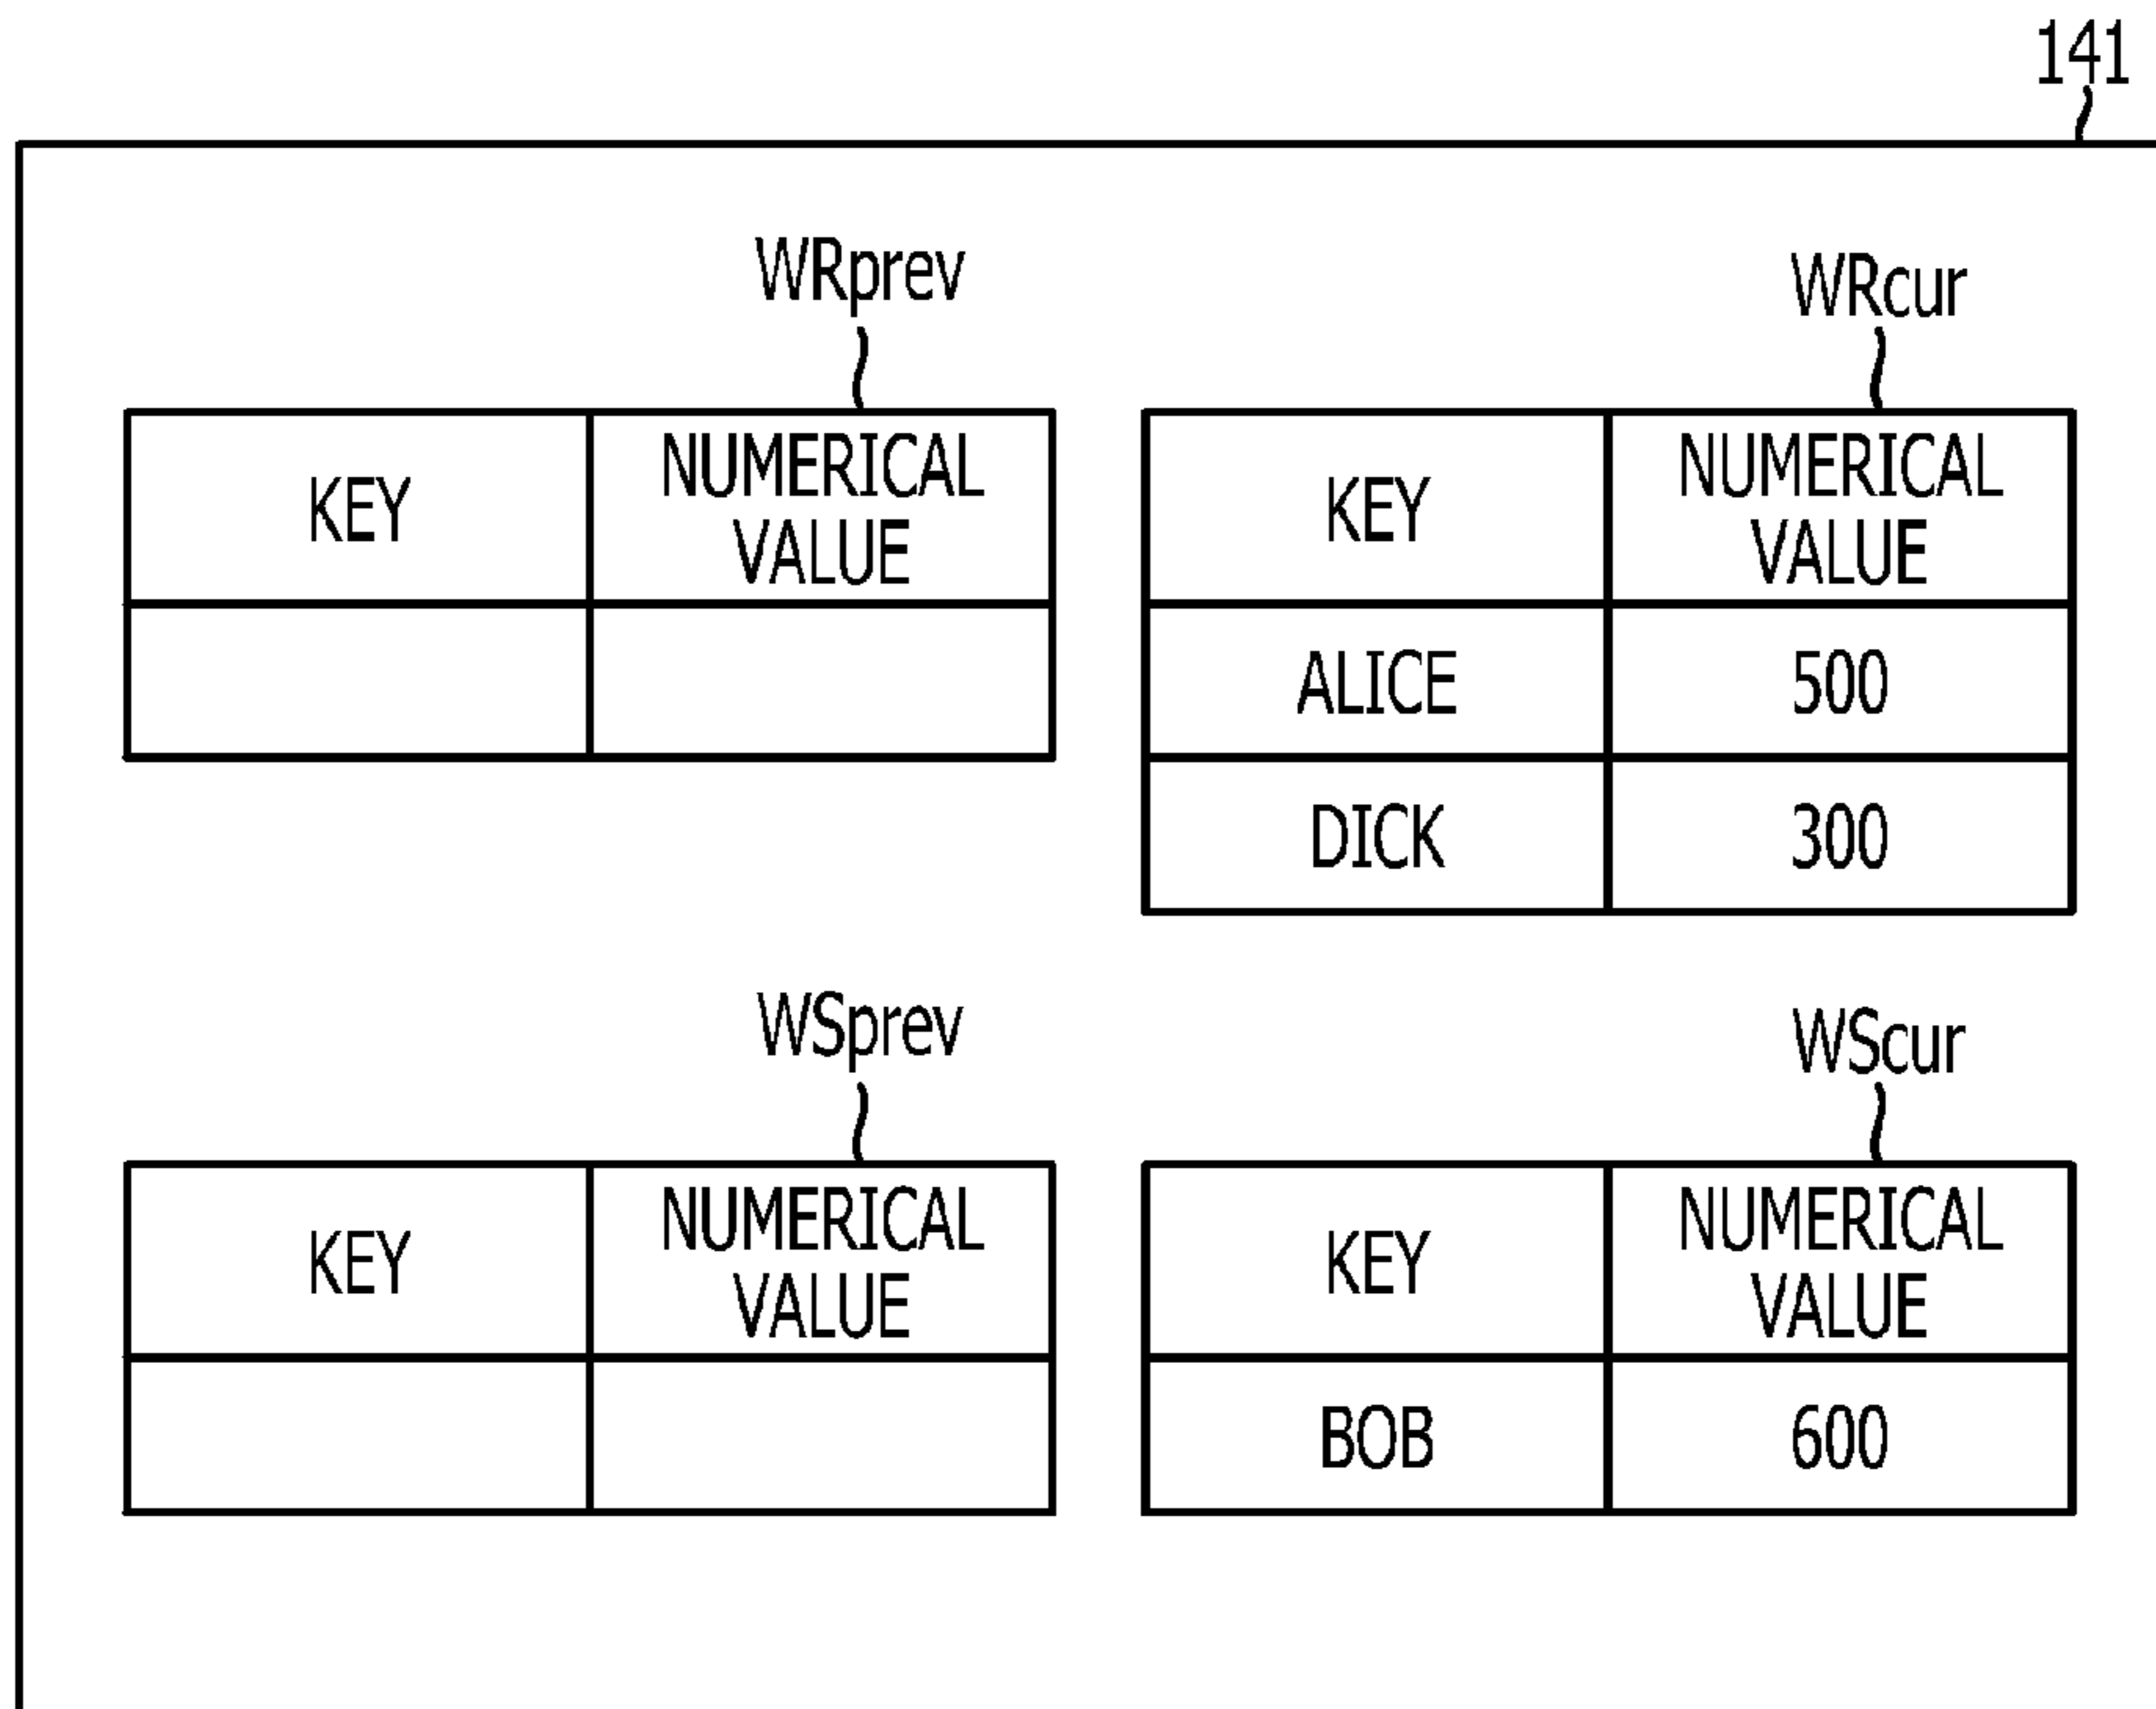 141
WRprev
WRcur
KEY
NUMERICAL
VALUE
KEY
NUMERICAL
VALUE
ALICE
500
DICK
300
WSprev
WScur
KEY
NUMERICAL
VALUE
KEY
NUMERICAL
VALUE
BOB
600